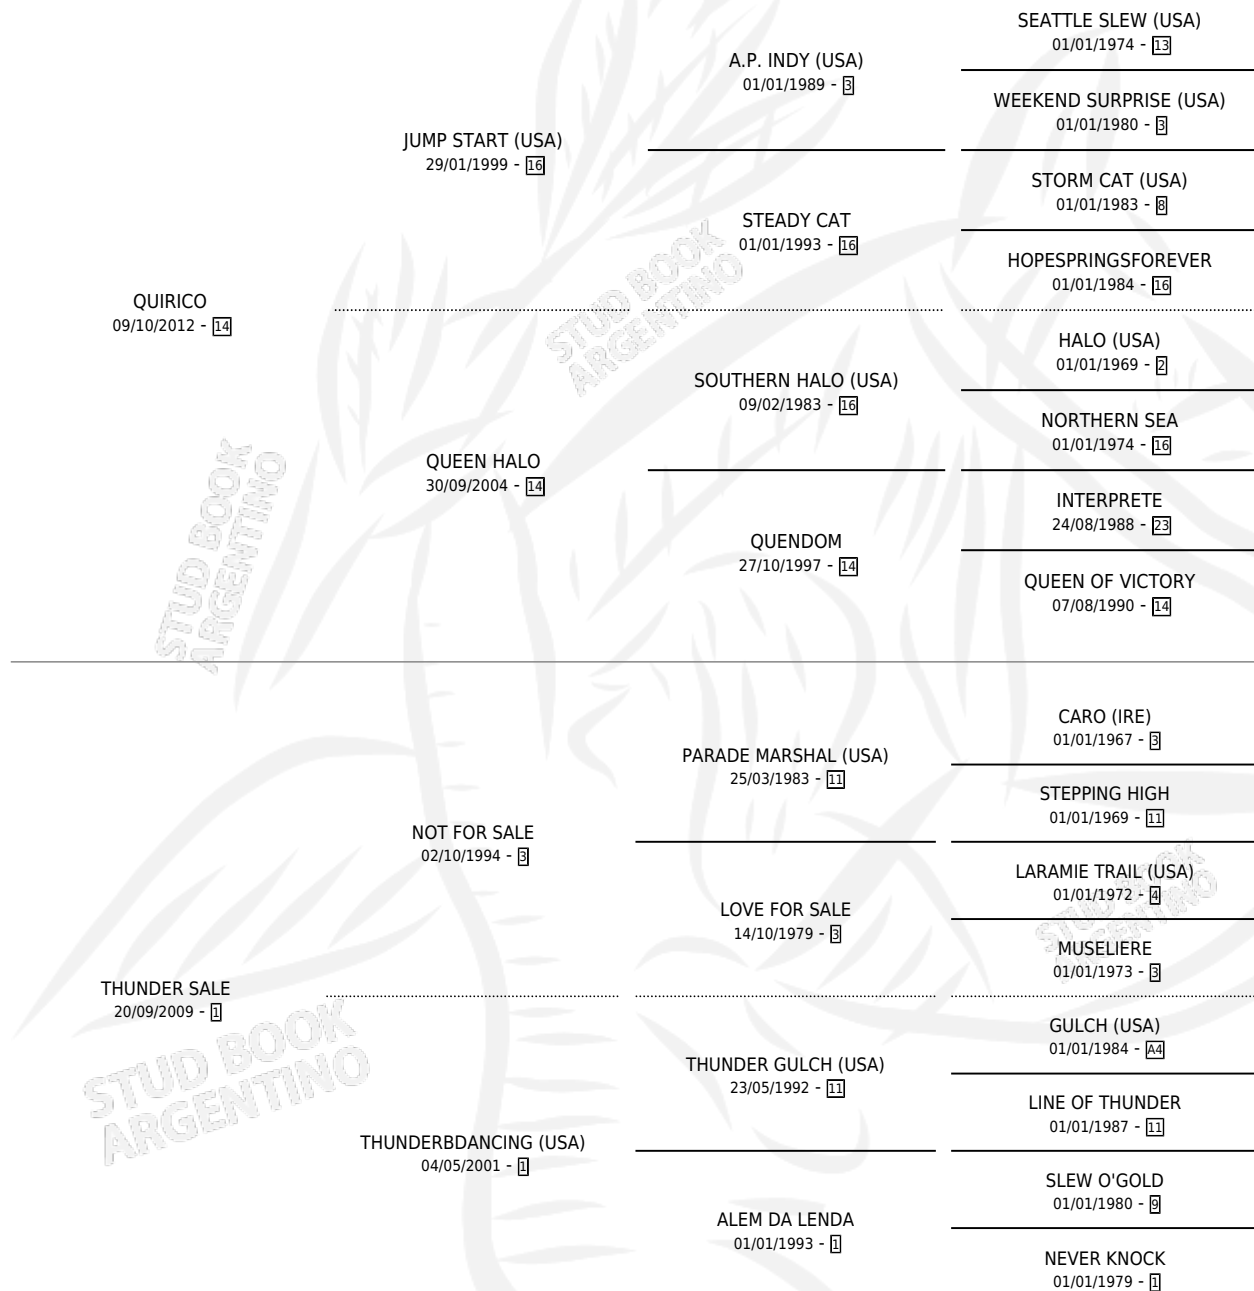 SEATTLE SLEW (USA)
01/01/1974 - 13
A.P. INDY (USA)
01/01/1989 - 3
WEEKEND SURPRISE (USA)
01/01/1980 - 3
JUMP START (USA)
29/01/1999 - 16
STORM CAT (USA)
01/01/1983 - 8
STEADY CAT
01/01/1993 - 16
HOPESPRINGSFOREVER
01/01/1984 - 16
QUIRICO
09/10/2012 - 14
HALO (USA)
01/01/1969 - 2
SOUTHERN HALO (USA)
09/02/1983 - 16
NORTHERN SEA
01/01/1974 - 16
QUEEN HALO
30/09/2004 - 14
INTERPRETE
24/08/1988 - 23
QUENDOM
27/10/1997 - 14
QUEEN OF VICTORY
07/08/1990 - 14
STUD BOOK
ARGENTINO
STUD BOOK
ARGENTINO
CARO (IRE)
01/01/1967 - 3
PARADE MARSHAL (USA)
25/03/1983 - 11
STEPPING HIGH
01/01/1969 - 11
NOT FOR SALE
02/10/1994 - 3
LARAMIE TRAIL (USA)
01/01/1972 - 4
LOVE FOR SALE
14/10/1979 - 3
MUSELIERE
01/01/1973 - 3
THUNDER SALE
20/09/2009 - 1
GULCH (USA)
01/01/1984 - A4
THUNDER GULCH (USA)
23/05/1992 - 11
LINE OF THUNDER
01/01/1987 - 11
THUNDERBDANCING (USA)
04/05/2001 - 1
SLEW O'GOLD
01/01/1980 - 9
ALEM DA LENDA
01/01/1993 - 1
NEVER KNOCK
01/01/1979 - 1
STUD BOOK
ARGENTINO
STUD BOOK
ARGENTINO